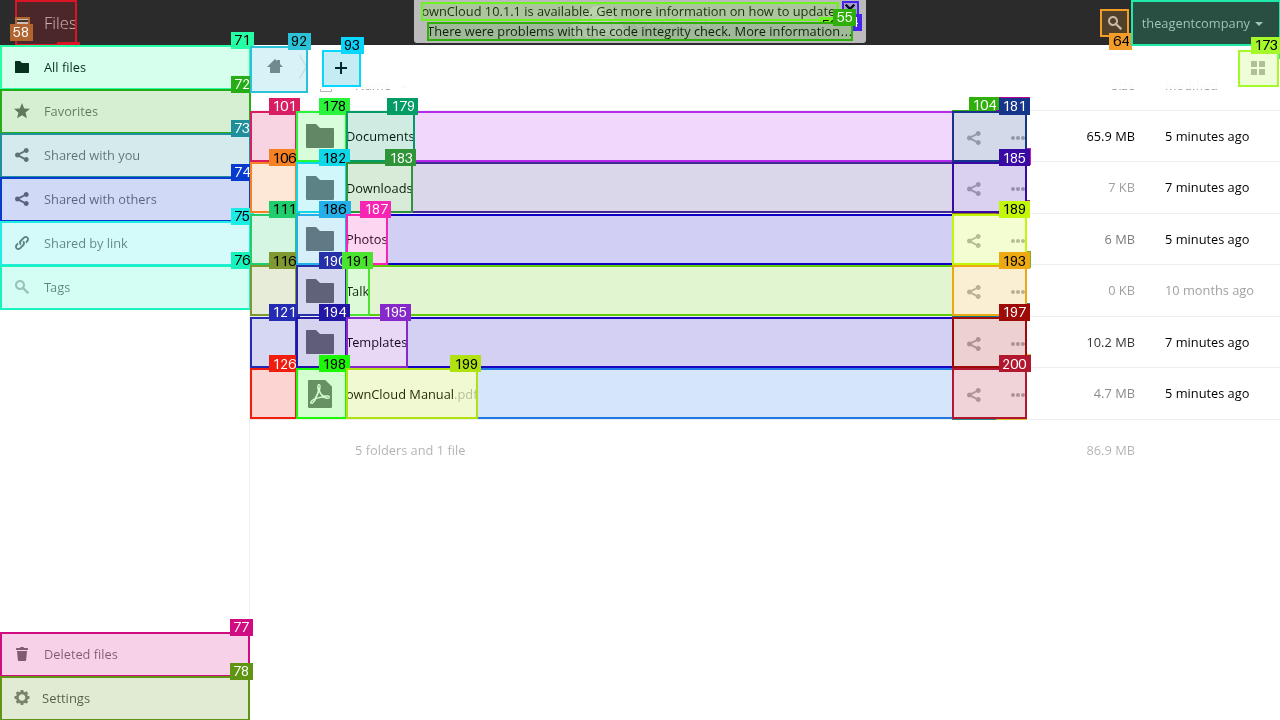 ownCloud 10.1.1 is available. Get more information on how to update.
55
There were problems with the code integrity check. More information...
58
Files
64
theagentcompany
71
92
93
173
All files
+
72
Name
Modified
Favorites
101
178
179
104
181
Documents
65.9 MB
5 minutes ago
73
Shared with you
106
182
183
185
74
Downloads
7 KB
7 minutes ago
Shared with others
111
186
187
189
75
Photos
6 MB
5 minutes ago
Shared by link
116
190
191
193
76
Tags
Talk
0 KB
10 months ago
121
194
195
197
Templates
10.2 MB
7 minutes ago
126
198
199
200
ownCloud Manual.pdf
4.7 MB
5 minutes ago
5 folders and 1 file
86.9 MB
77
Deleted files
78
Settings